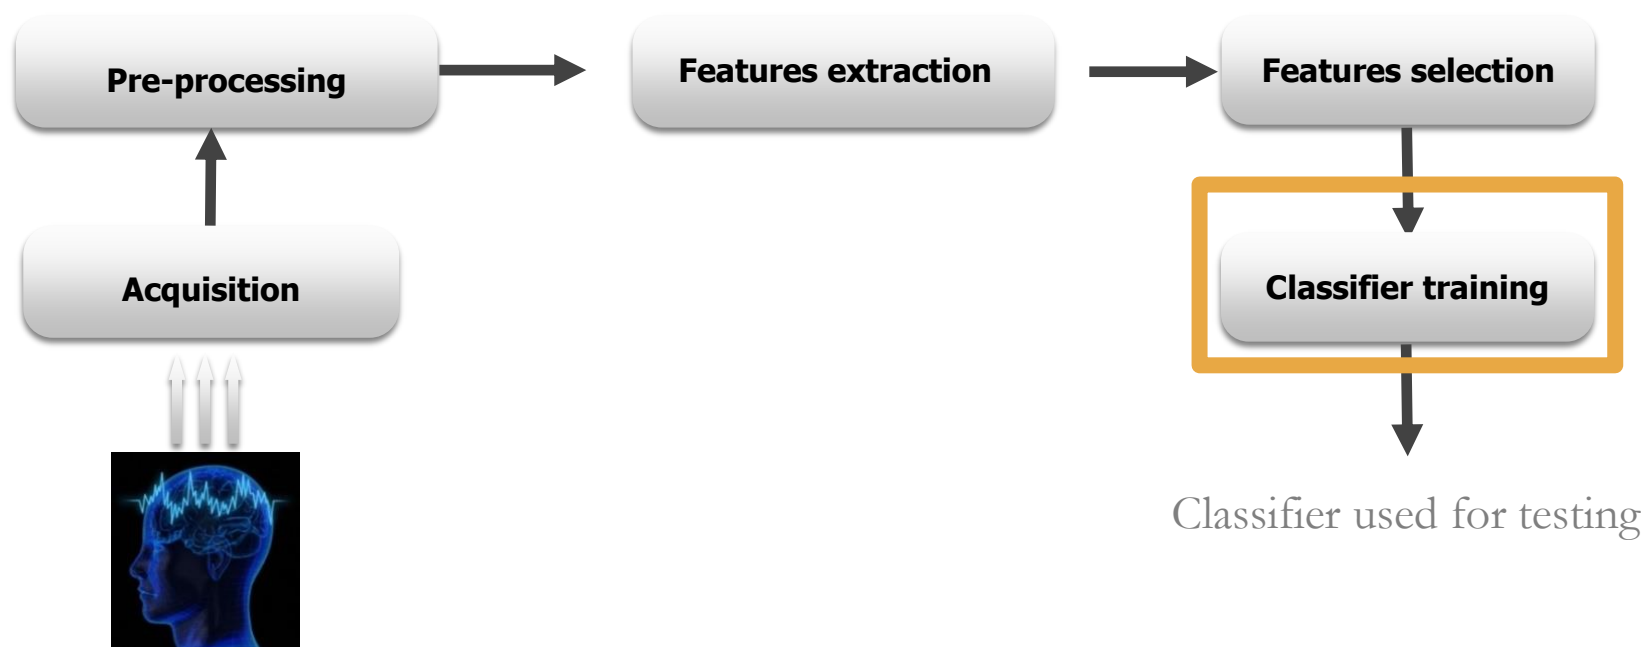 Pre-processing
Features extraction
Features selection
Acquisition
Classifier training
Classifier used for testing